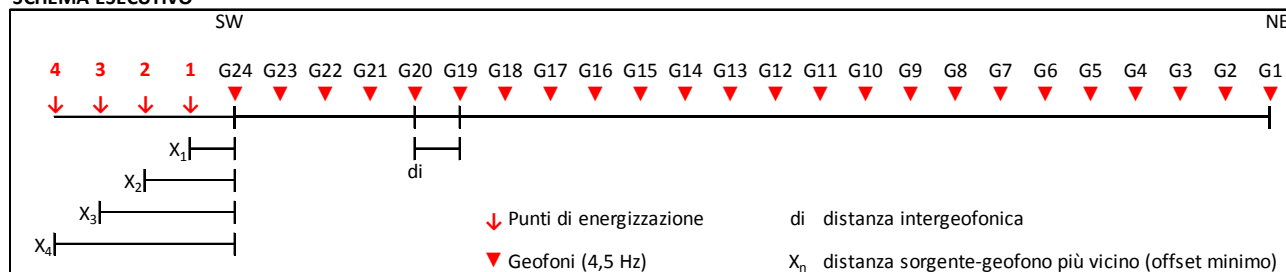 SCHEMA ESECUTIVO
SW NE
4 3 2 1 G24 G23 G22 G21 G20 G19 G18 G17 G16 G15 G14 G13 G12 G11 G10 G9 G8 G7 G6 G5 G4 G3 G2 G1
X₁
di
X₂
X₃
Punti di energizzazione di distanza intergeofonica
X₄
Geofoni (4,5 Hz) Xₙ distanza sorgente-geofono più vicino (offset minimo)